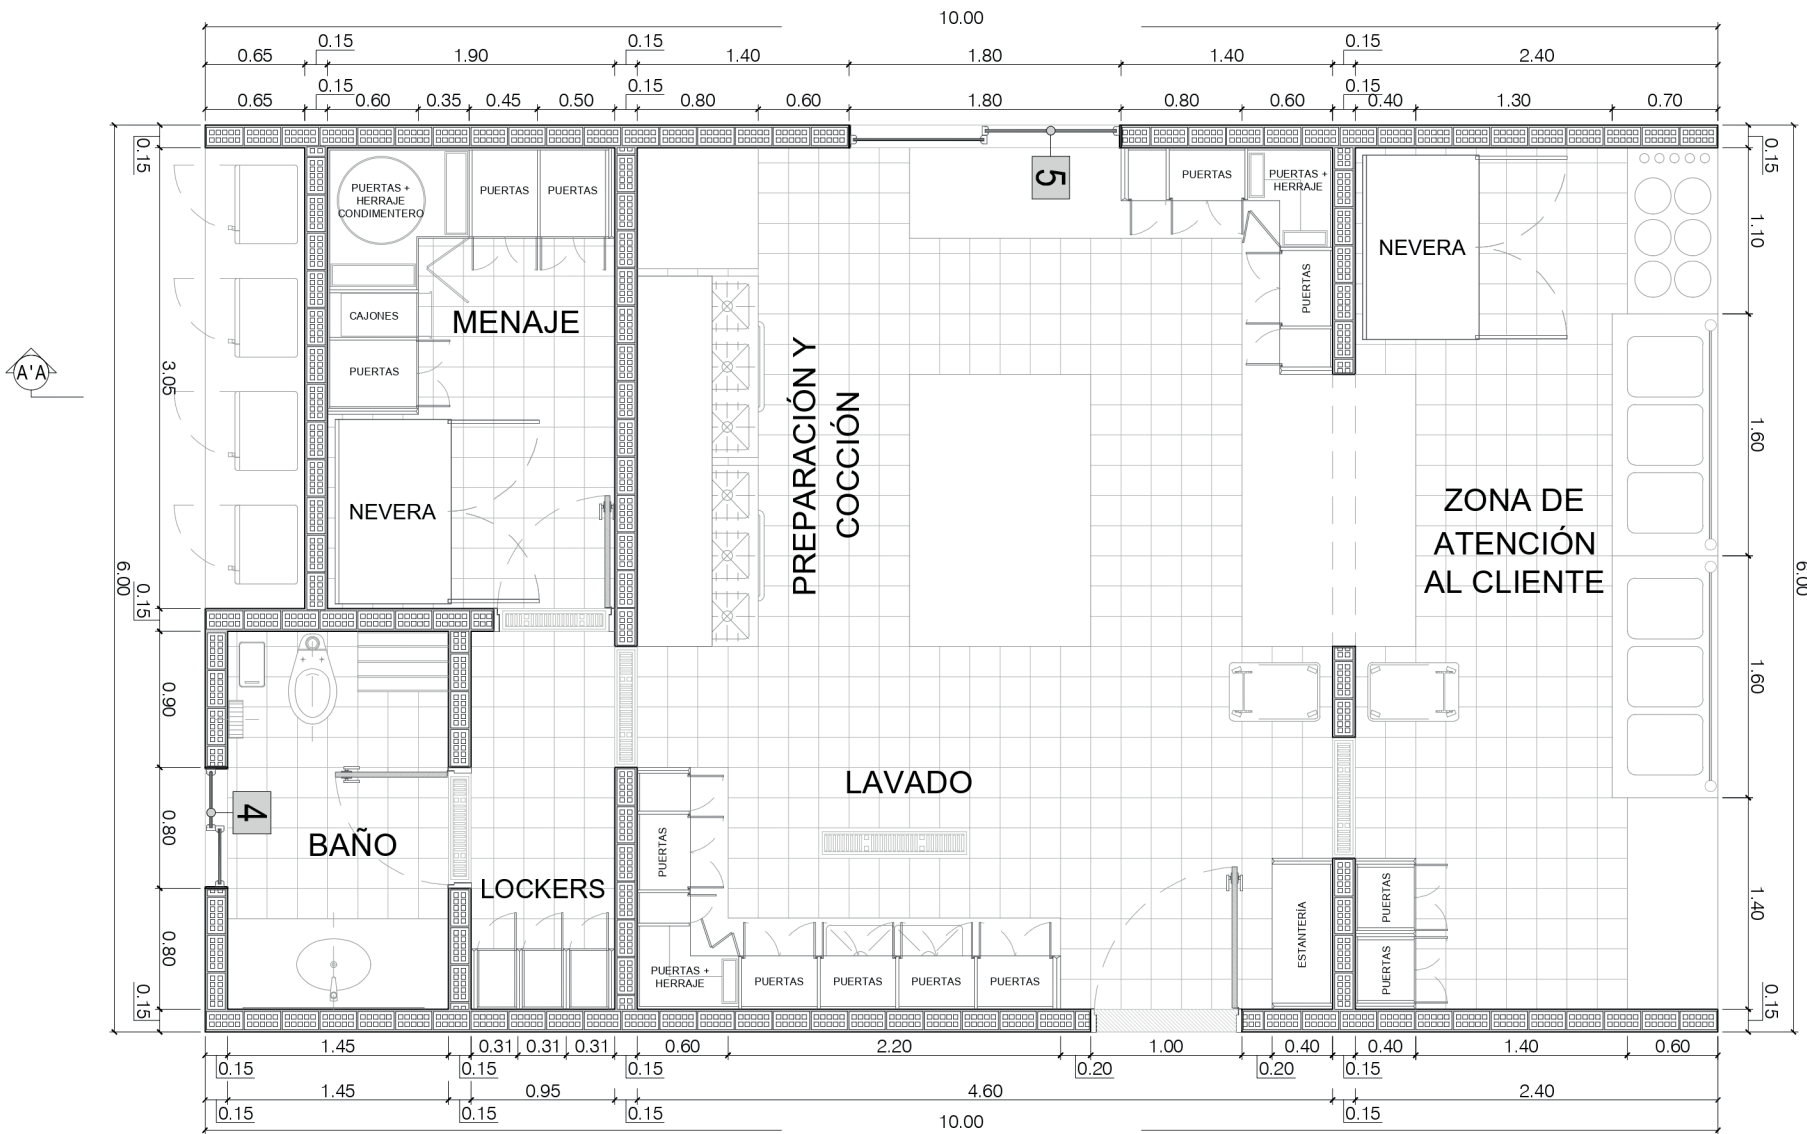 10.00
0.65
0.15
1.90
0.15
1.40
1.80
1.40
0.15
2.40
0.65
0.15
0.60
0.35
0.45
0.50
0.15
0.80
0.60
1.80
0.80
0.60
0.15
0.40
1.30
0.70
0.15
3.05
0.15
0.90
0.80
0.80
0.15
6.00
A'A
PUERTAS +
HERRAJE
CONDIMENTERO
PUERTAS
PUERTAS
CAJONES
PUERTAS
MENAJE
NEVERA
PREPARACIÓN Y
COCCIÓN
5
PUERTAS
PUERTAS +
HERRAJE
PUERTAS
NEVERA
ZONA DE
ATENCIÓN
AL CLIENTE
4
BAÑO
LOCKERS
LAVADO
PUERTAS
PUERTAS +
HERRAJE
PUERTAS
PUERTAS
PUERTAS
PUERTAS
ESTANTERÍA
PUERTAS
PUERTAS
0.15
1.10
1.60
1.60
1.40
0.15
6.00
1.45
0.31
0.31
0.31
0.60
2.20
1.00
0.40
0.40
1.40
0.60
0.15
0.15
0.15
0.20
0.20
0.15
1.45
0.95
4.60
2.40
0.15
0.15
0.15
10.00